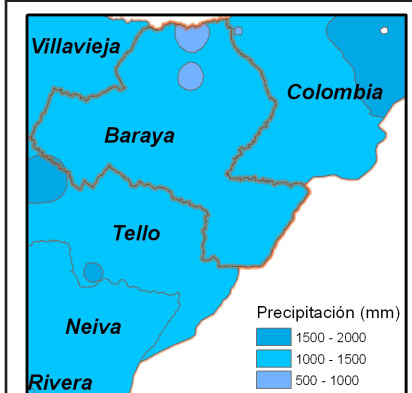 Villavieja
Colombia
Baraya
Tello
Neiva
Rivera
Precipitación (mm)
1500 - 2000
1000 - 1500
500 - 1000